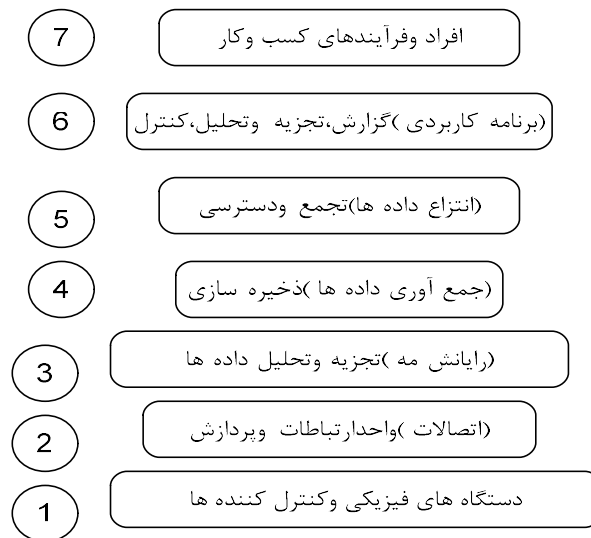 7 افراد وفرآیندهای کسب وکار
6 (برنامه کاربردی )گزارش،تجزیه وتحلیل،کنترل
5 (انتزاع داده ها)تجمع ودسترسی
4 (جمع آوری داده ها )ذخیره سازی
3 (رایانش مه )تجزیه وتحلیل داده ها
2 (اتصالات )واحدارتباطات وپردازش
1 دستگاه های فیزیکی وکنترل کننده ها